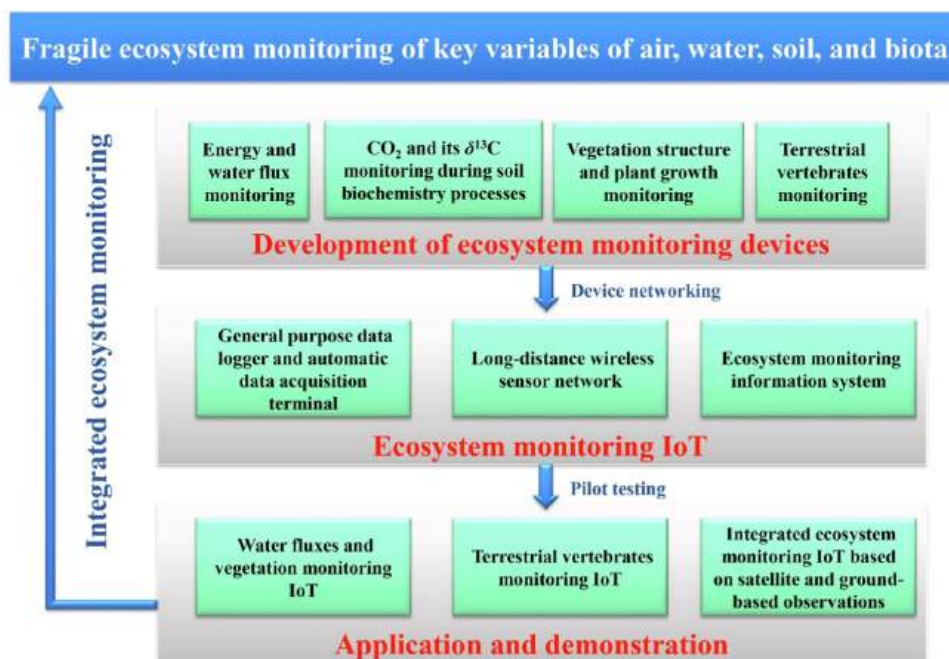 Fragile ecosystem monitoring of key variables of air, water, soil, and biota
Integrated ecosystem monitoring
Energy and
water flux
monitoring
CO₂ and its δ¹³C
monitoring during soil
biochemistry processes
Vegetation structure
and plant growth
monitoring
Terrestrial
vertebrates
monitoring
Development of ecosystem monitoring devices
Device networking
General purpose data
logger and automatic
data acquisition
terminal
Long-distance wireless
sensor network
Ecosystem monitoring
information system
Ecosystem monitoring IoT
Pilot testing
Water fluxes and
vegetation monitoring
IoT
Terrestrial vertebrates
monitoring IoT
Integrated ecosystem
monitoring IoT based
on satellite and ground-
based observations
Application and demonstration